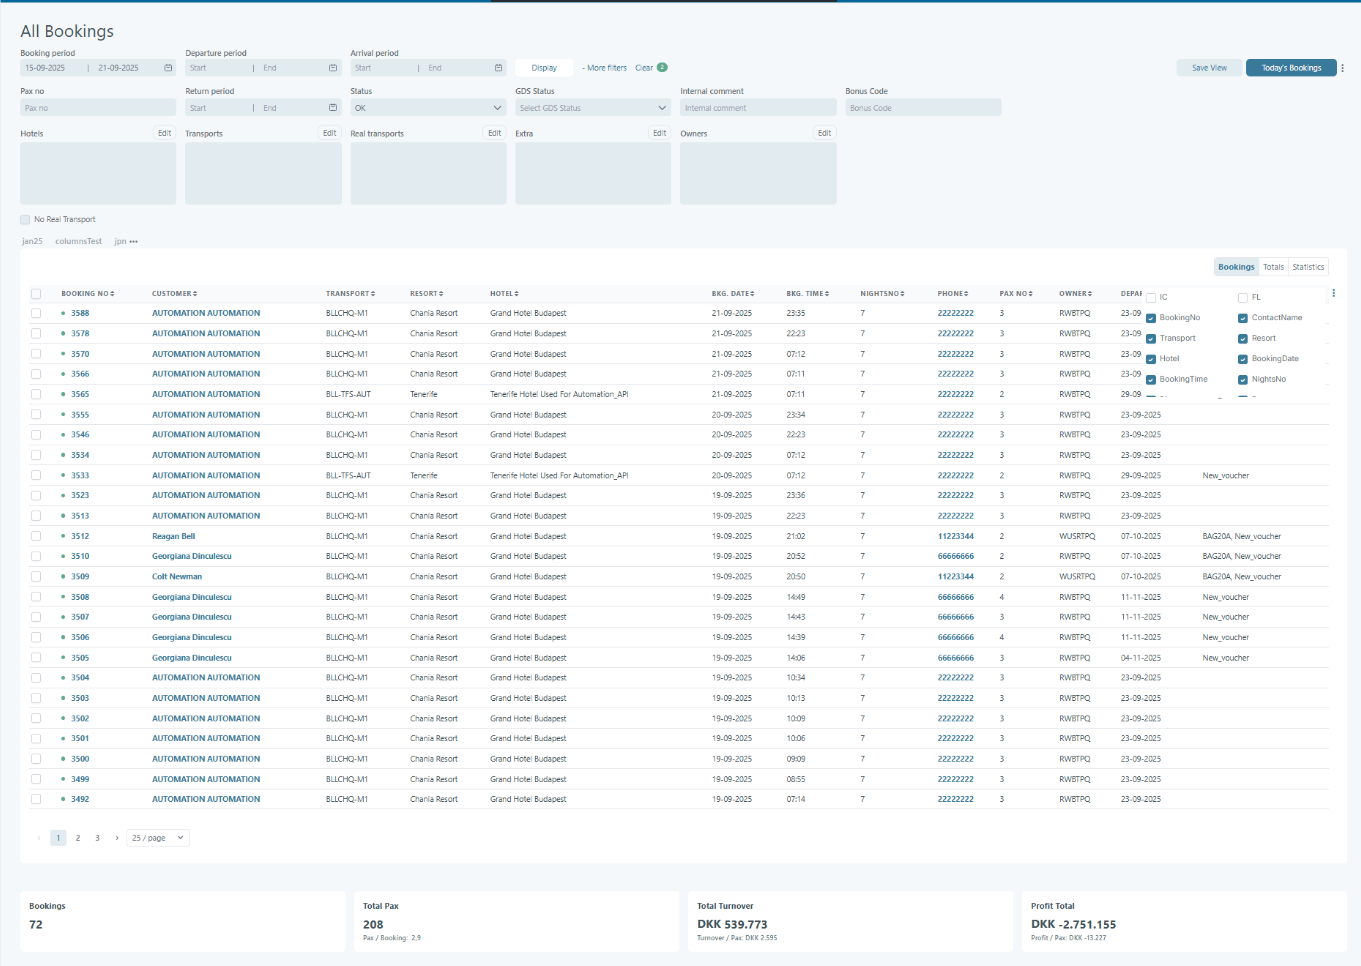 All Bookings
Booking period Departure period Arrival period
15-09-2025 | 21-09-2025 Start | End Start | End Display - More filters Clear 2 Save View Today's Bookings
Pax no Return period Status GDS Status Internal comment Bonus Code
Pax no Start | End OK Select GDS Status Internal comment Bonus Code
Hotels Edit Transports Edit Real transports Edit Extra Edit Owners Edit
No Real Transport
jan25 columnsTest jpn •••
Bookings Totals Statistics
BOOKING NO CUSTOMER TRANSPORT RESORT HOTEL BKG. DATE BKG. TIME NIGHTSNO PHONE PAX NO OWNER DEPAR
IC FL
BookingNo ContactName
Transport Resort
Hotel BookingDate
BookingTime NightsNo
3588 AUTOMATION AUTOMATION BLLCHQ-M1 Chania Resort Grand Hotel Budapest 21-09-2025 23:35 7 22222222 3 RWBTPQ 23-09
3578 AUTOMATION AUTOMATION BLLCHQ-M1 Chania Resort Grand Hotel Budapest 21-09-2025 22:23 7 22222222 3 RWBTPQ 23-09
3570 AUTOMATION AUTOMATION BLLCHQ-M1 Chania Resort Grand Hotel Budapest 21-09-2025 07:12 7 22222222 3 RWBTPQ 23-09
3566 AUTOMATION AUTOMATION BLLCHQ-M1 Chania Resort Grand Hotel Budapest 21-09-2025 07:11 7 22222222 3 RWBTPQ 23-09
3565 AUTOMATION AUTOMATION BLL-TFS-AUT Tenerife Tenerife Hotel Used For Automation_API 21-09-2025 07:11 7 22222222 2 RWBTPQ 29-09
3555 AUTOMATION AUTOMATION BLLCHQ-M1 Chania Resort Grand Hotel Budapest 20-09-2025 23:34 7 22222222 3 RWBTPQ 23-09-2025
3546 AUTOMATION AUTOMATION BLLCHQ-M1 Chania Resort Grand Hotel Budapest 20-09-2025 22:23 7 22222222 3 RWBTPQ 23-09-2025
3534 AUTOMATION AUTOMATION BLLCHQ-M1 Chania Resort Grand Hotel Budapest 20-09-2025 07:12 7 22222222 3 RWBTPQ 23-09-2025
3533 AUTOMATION AUTOMATION BLL-TFS-AUT Tenerife Tenerife Hotel Used For Automation_API 20-09-2025 07:12 7 22222222 2 RWBTPQ 29-09-2025 New_voucher
3523 AUTOMATION AUTOMATION BLLCHQ-M1 Chania Resort Grand Hotel Budapest 19-09-2025 23:36 7 22222222 3 RWBTPQ 23-09-2025
3513 AUTOMATION AUTOMATION BLLCHQ-M1 Chania Resort Grand Hotel Budapest 19-09-2025 22:23 7 22222222 3 RWBTPQ 23-09-2025
3512 Reagan Bell BLLCHQ-M1 Chania Resort Grand Hotel Budapest 19-09-2025 21:02 7 11223344 2 WUSRTPQ 07-10-2025 BAG20A, New_voucher
3510 Georgiana Dinculescu BLLCHQ-M1 Chania Resort Grand Hotel Budapest 19-09-2025 20:52 7 66666666 2 RWBTPQ 07-10-2025 BAG20A, New_voucher
3509 Colt Newman BLLCHQ-M1 Chania Resort Grand Hotel Budapest 19-09-2025 20:50 7 11223344 2 WUSRTPQ 07-10-2025 BAG20A, New_voucher
3508 Georgiana Dinculescu BLLCHQ-M1 Chania Resort Grand Hotel Budapest 19-09-2025 14:49 7 66666666 4 RWBTPQ 11-11-2025 New_voucher
3507 Georgiana Dinculescu BLLCHQ-M1 Chania Resort Grand Hotel Budapest 19-09-2025 14:43 7 66666666 3 RWBTPQ 11-11-2025 New_voucher
3506 Georgiana Dinculescu BLLCHQ-M1 Chania Resort Grand Hotel Budapest 19-09-2025 14:39 7 66666666 4 RWBTPQ 11-11-2025 New_voucher
3505 Georgiana Dinculescu BLLCHQ-M1 Chania Resort Grand Hotel Budapest 19-09-2025 14:06 7 66666666 3 RWBTPQ 04-11-2025 New_voucher
3504 AUTOMATION AUTOMATION BLLCHQ-M1 Chania Resort Grand Hotel Budapest 19-09-2025 10:34 7 22222222 3 RWBTPQ 23-09-2025
3503 AUTOMATION AUTOMATION BLLCHQ-M1 Chania Resort Grand Hotel Budapest 19-09-2025 10:13 7 22222222 3 RWBTPQ 23-09-2025
3502 AUTOMATION AUTOMATION BLLCHQ-M1 Chania Resort Grand Hotel Budapest 19-09-2025 10:09 7 22222222 3 RWBTPQ 23-09-2025
3501 AUTOMATION AUTOMATION BLLCHQ-M1 Chania Resort Grand Hotel Budapest 19-09-2025 10:06 7 22222222 3 RWBTPQ 23-09-2025
3500 AUTOMATION AUTOMATION BLLCHQ-M1 Chania Resort Grand Hotel Budapest 19-09-2025 09:09 7 22222222 3 RWBTPQ 23-09-2025
3499 AUTOMATION AUTOMATION BLLCHQ-M1 Chania Resort Grand Hotel Budapest 19-09-2025 08:55 7 22222222 3 RWBTPQ 23-09-2025
3492 AUTOMATION AUTOMATION BLLCHQ-M1 Chania Resort Grand Hotel Budapest 19-09-2025 07:14 7 22222222 3 RWBTPQ 23-09-2025
‹ 1 2 3 › 25 / page
Bookings Total Pax Total Turnover Profit Total
72 208 DKK 539.773 DKK -2.751.155
Pax / Booking: 2,9 Turnover / Pax: DKK 2.595 Profit / Pax: DKK -13.227